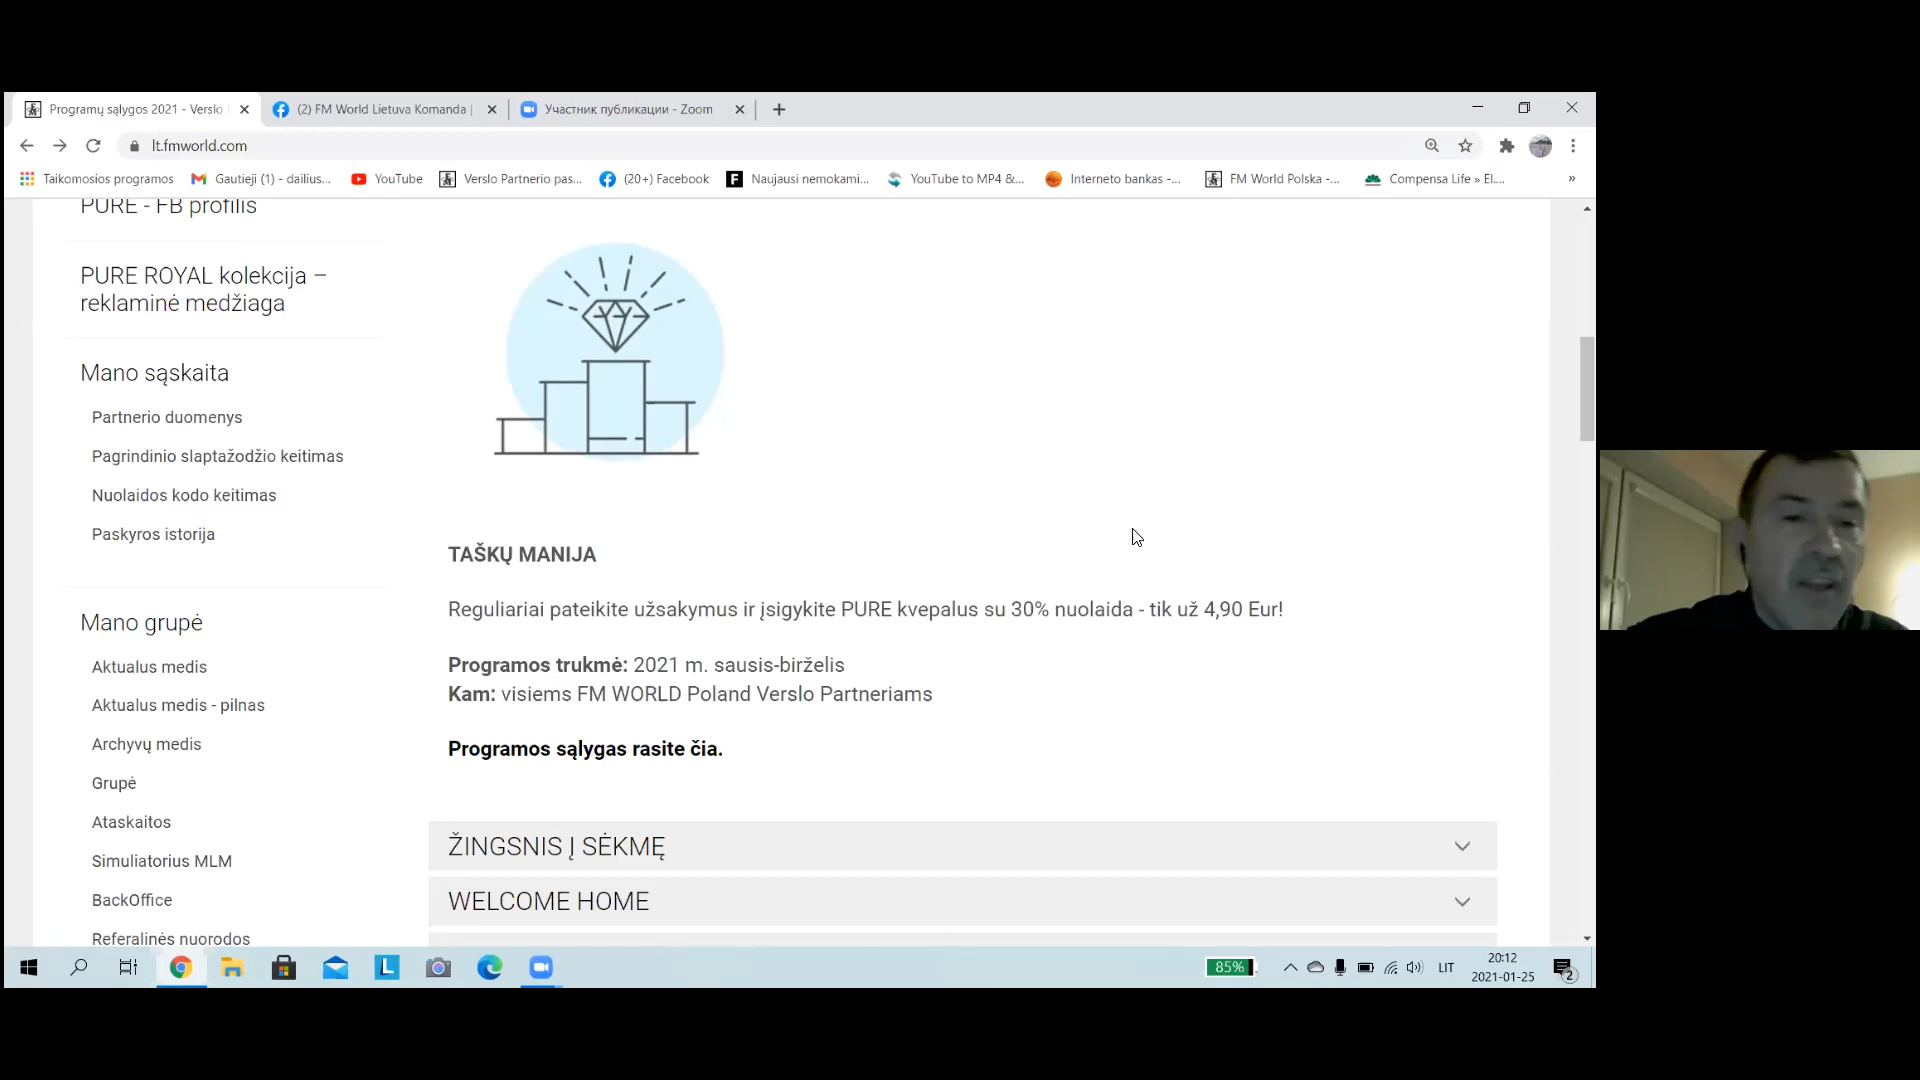 Programų sąlygos 2021 - Verslo
(2) FM World Lietuva Komanda |
Участник публикации - Zoom
lt.fmworld.com
Taikomosios programos
Gautieji (1) - dailius...
YouTube
Verslo Partnerio pas...
(20+) Facebook
Naujausi nemokami...
YouTube to MP4 &...
Interneto bankas -...
FM World Polska -...
Compensa Life » El....
»
PURE - FB profilis
PURE ROYAL kolekcija –
reklaminė medžiaga
Mano sąskaita
Partnerio duomenys
Pagrindinio slaptažodžio keitimas
Nuolaidos kodo keitimas
Paskyros istorija
Mano grupė
Aktualus medis
Aktualus medis - pilnas
Archyvų medis
Grupė
Ataskaitos
Simuliatorius MLM
BackOffice
Referalinės nuorodos
TAŠKŲ MANIJA
Reguliariai pateikite užsakymus ir įsigykite PURE kvepalus su 30% nuolaida - tik už 4,90 Eur!
Programos trukmė: 2021 m. sausis-birželis
Kam: visiems FM WORLD Poland Verslo Partneriams
Programos sąlygas rasite čia.
ŽINGSNIS Į SĖKMĘ
WELCOME HOME
85%
LIT
20:12
2021-01-25
2